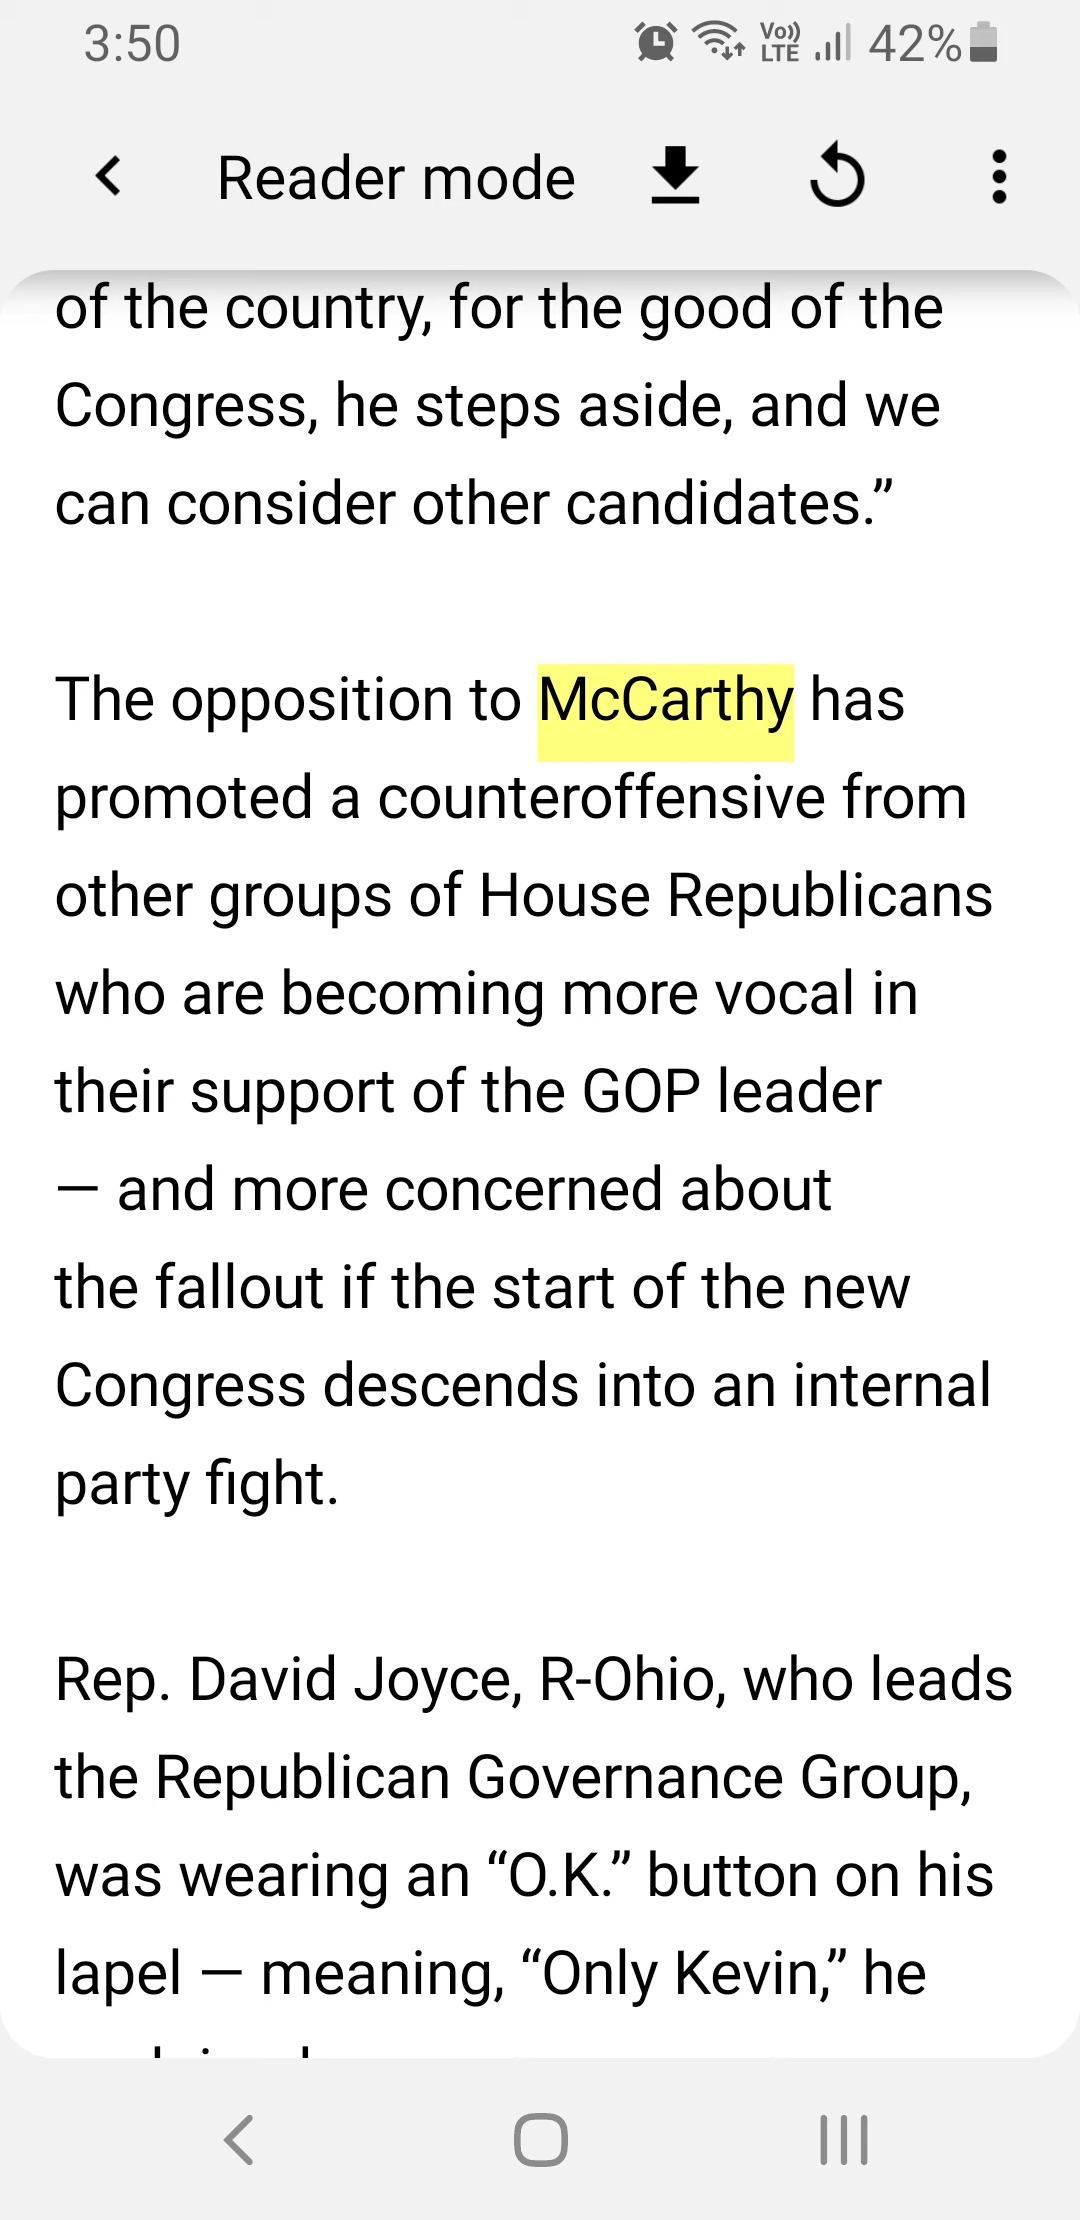 3:50 Vo)) LTE 42%
Reader mode
of the country, for the good of the
Congress, he steps aside, and we
can consider other candidates.”
The opposition to McCarthy has
promoted a counteroffensive from
other groups of House Republicans
who are becoming more vocal in
their support of the GOP leader
— and more concerned about
the fallout if the start of the new
Congress descends into an internal
party fight.
Rep. David Joyce, R-Ohio, who leads
the Republican Governance Group,
was wearing an “O.K.” button on his
lapel — meaning, “Only Kevin,” he